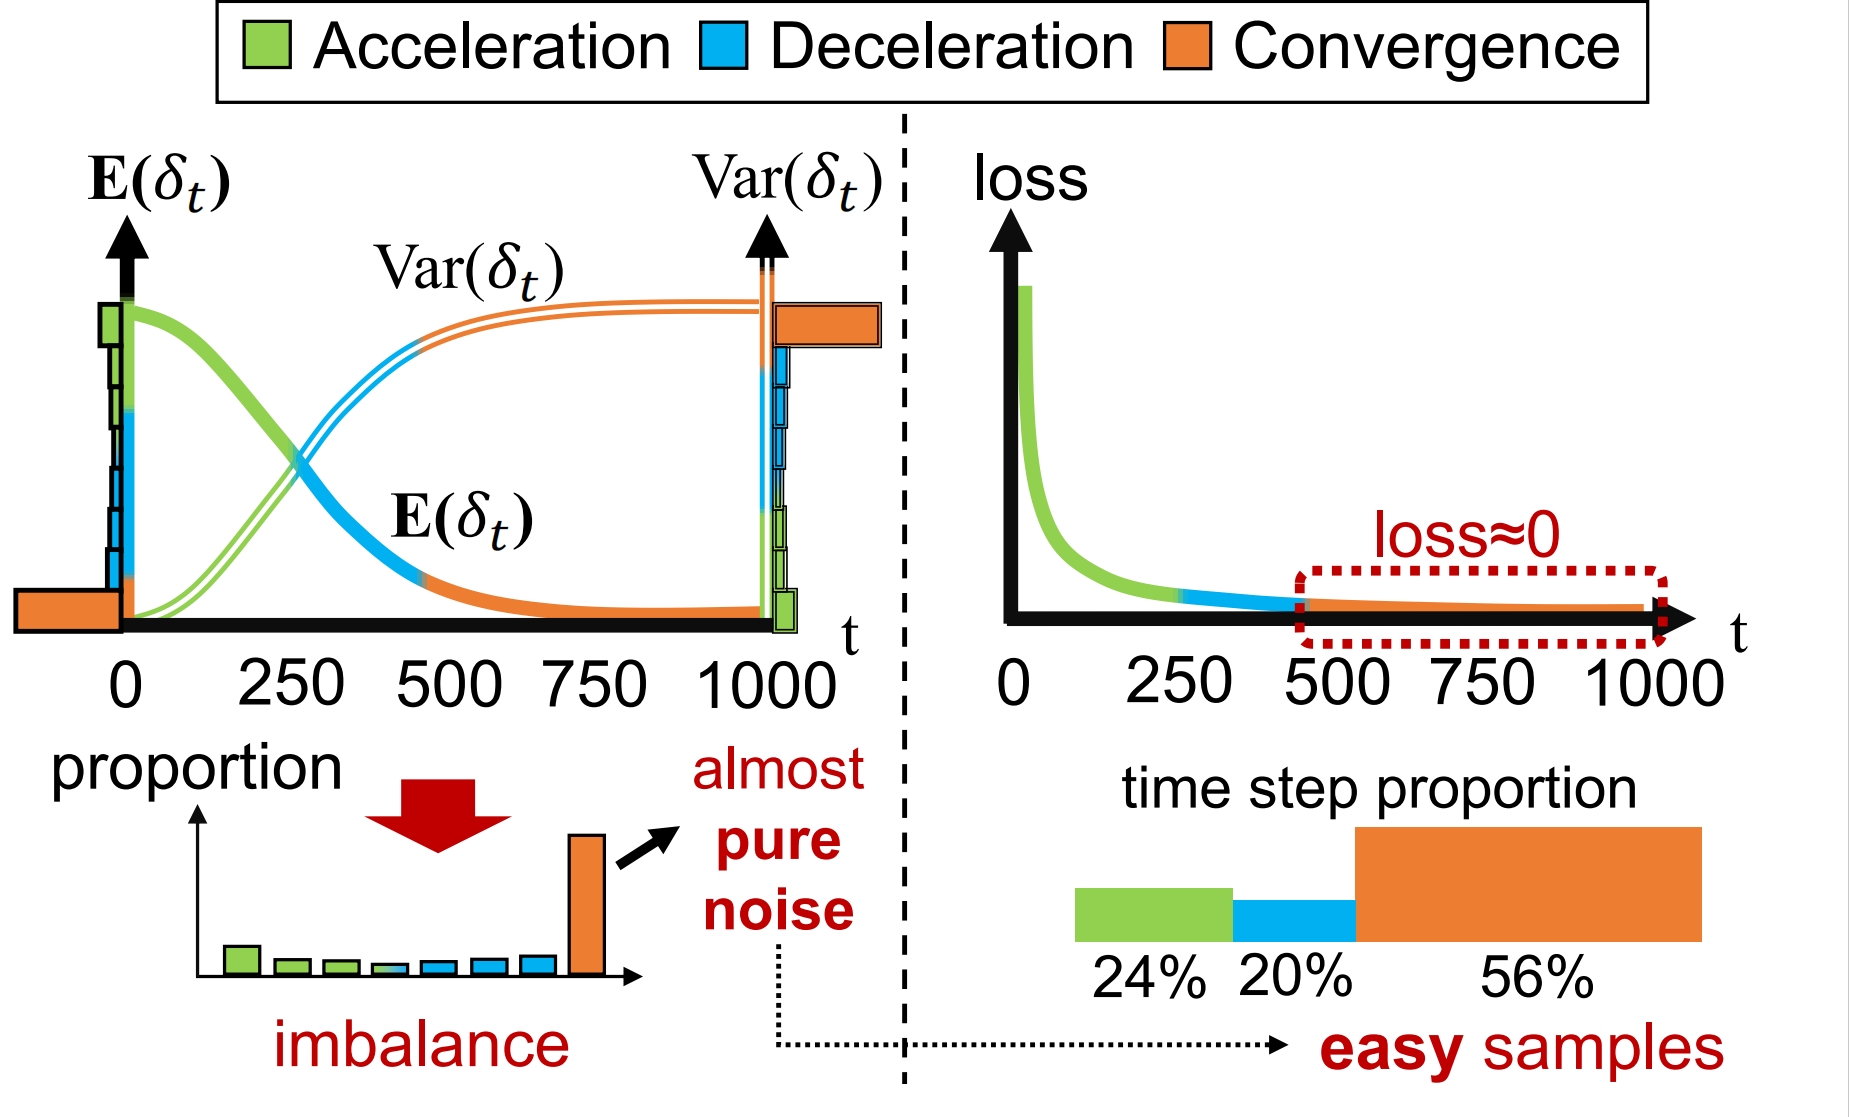 Acceleration Deceleration Convergence
E(δt)
Var(δt)
Var(δt)
E(δt)
t
0 250 500 750 1000
proportion
imbalance
almost
pure
noise
loss
loss≈0
t
0 250 500 750 1000
time step proportion
24% 20% 56%
easy samples